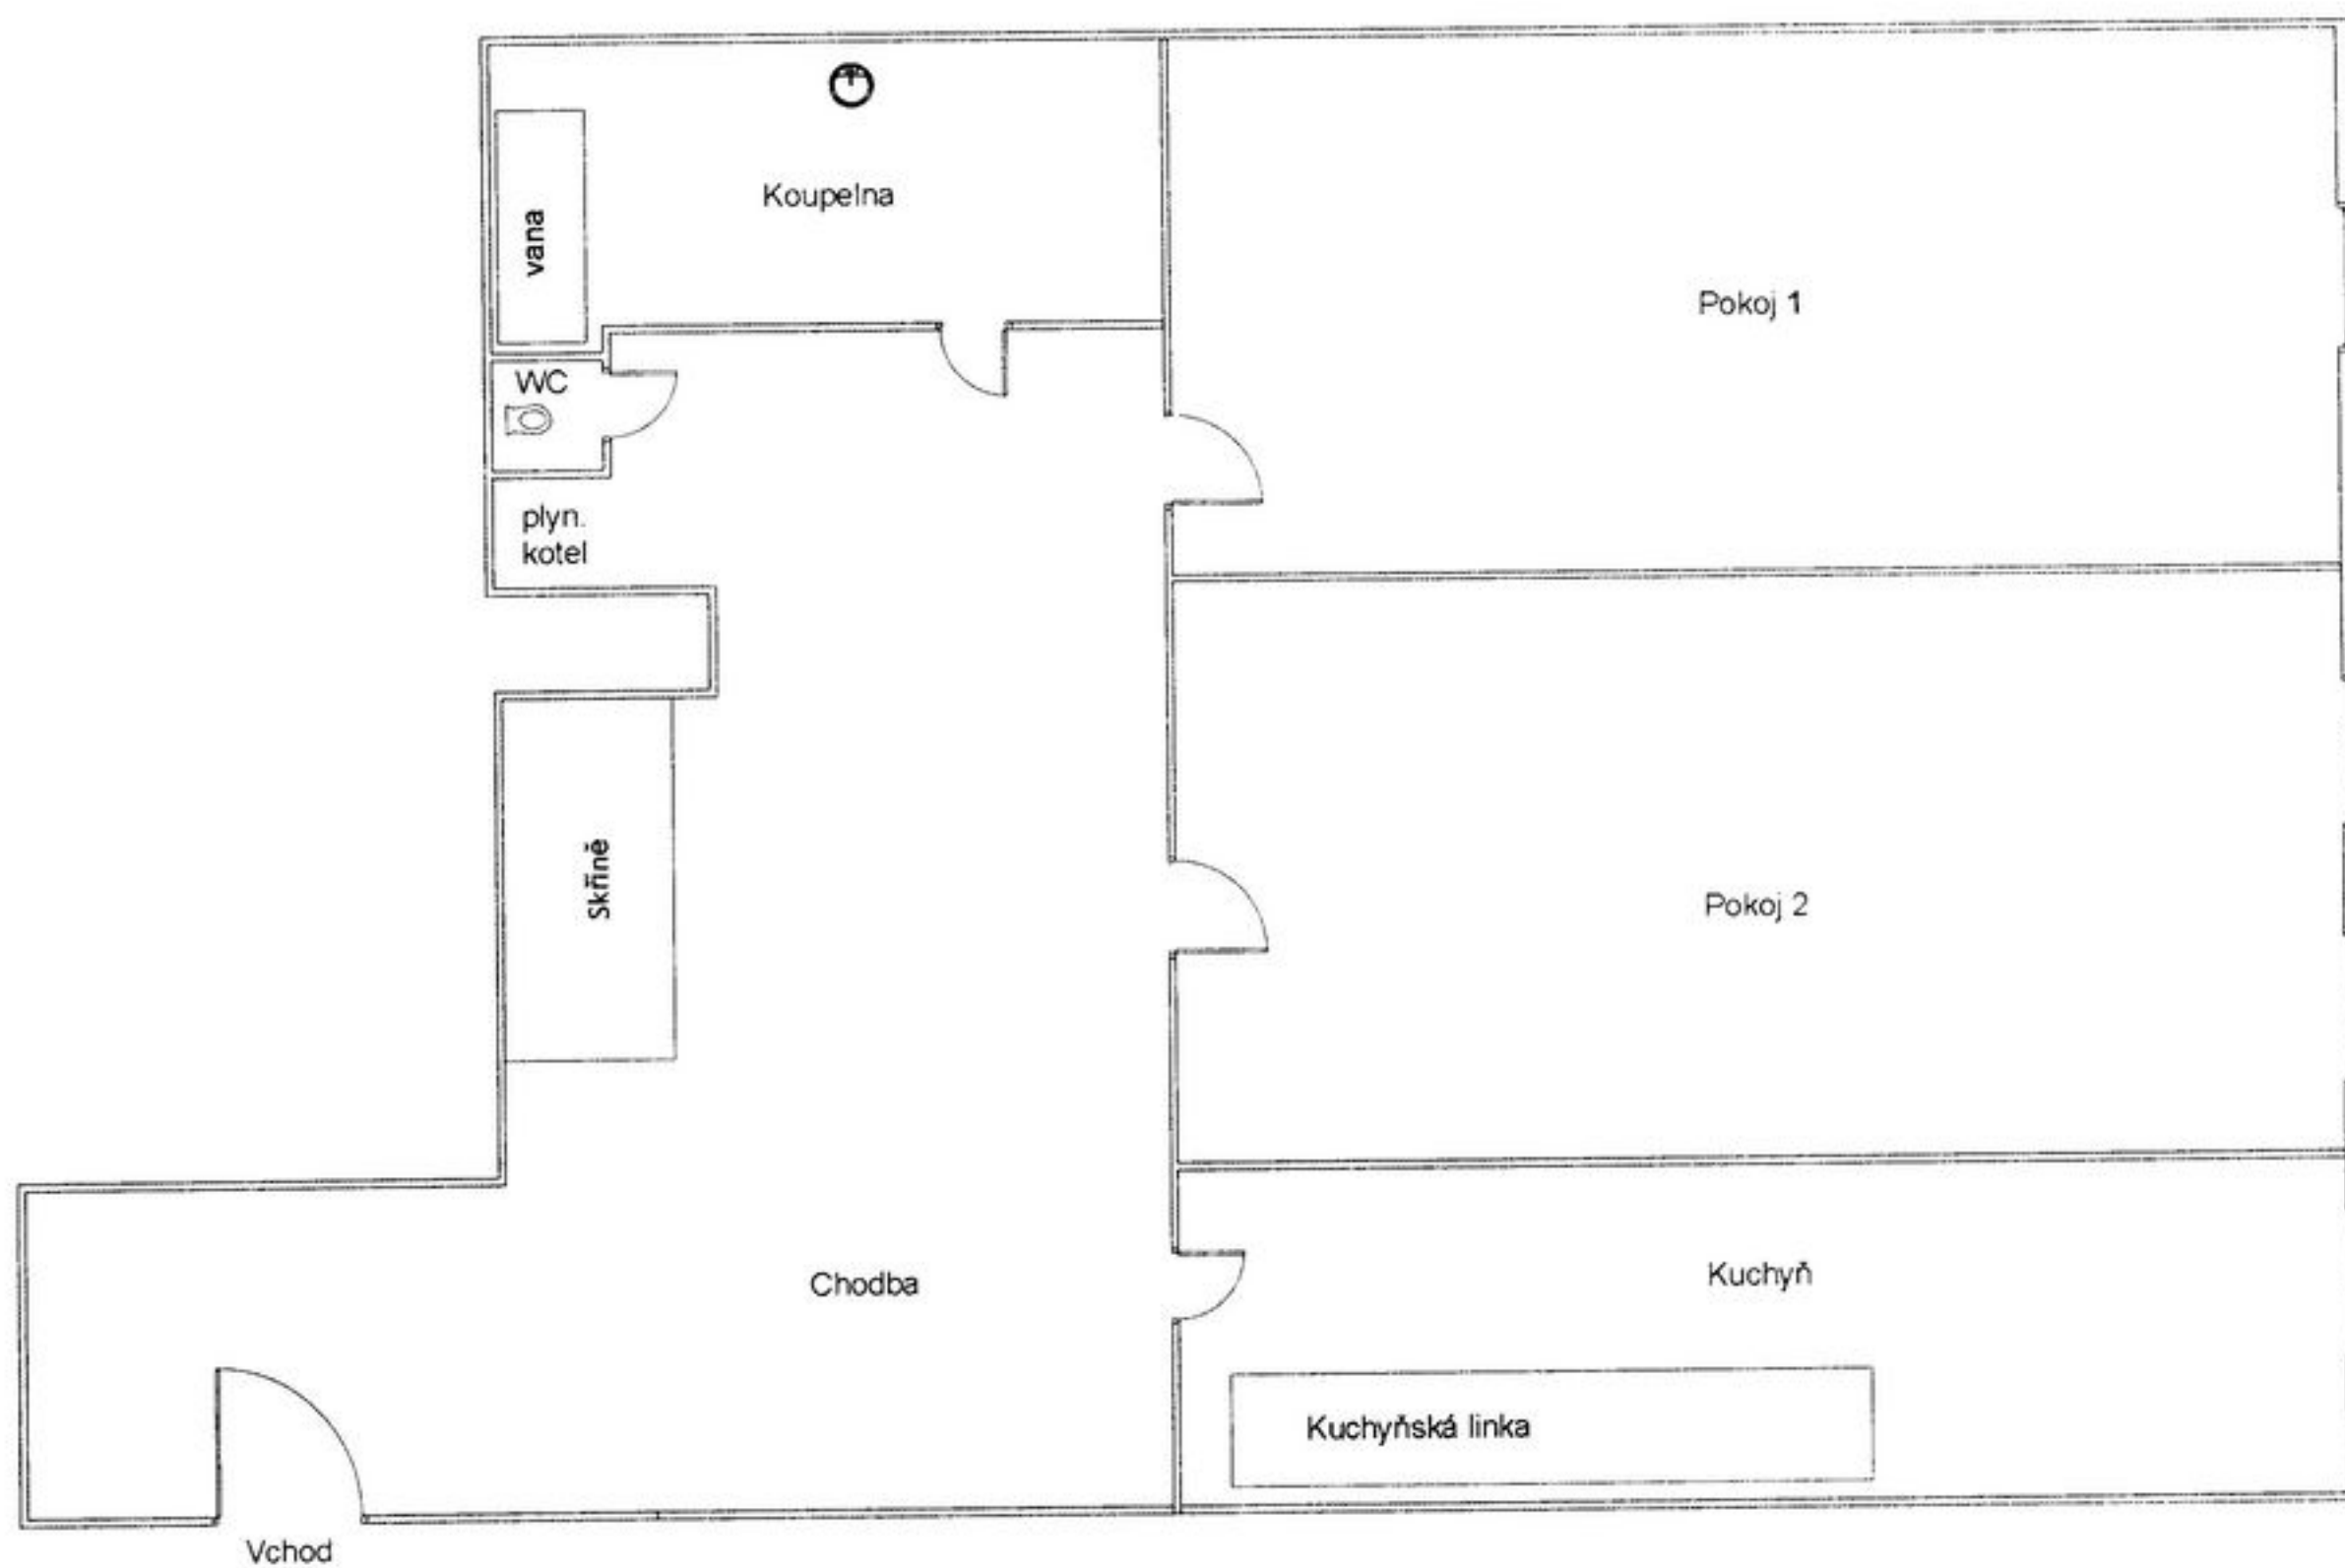 Koupelna
vana
Pokoj 1
WC
plyn.
kotel
Skříně
Pokoj 2
Chodba
Kuchyň
Kuchyňská linka
Vchod